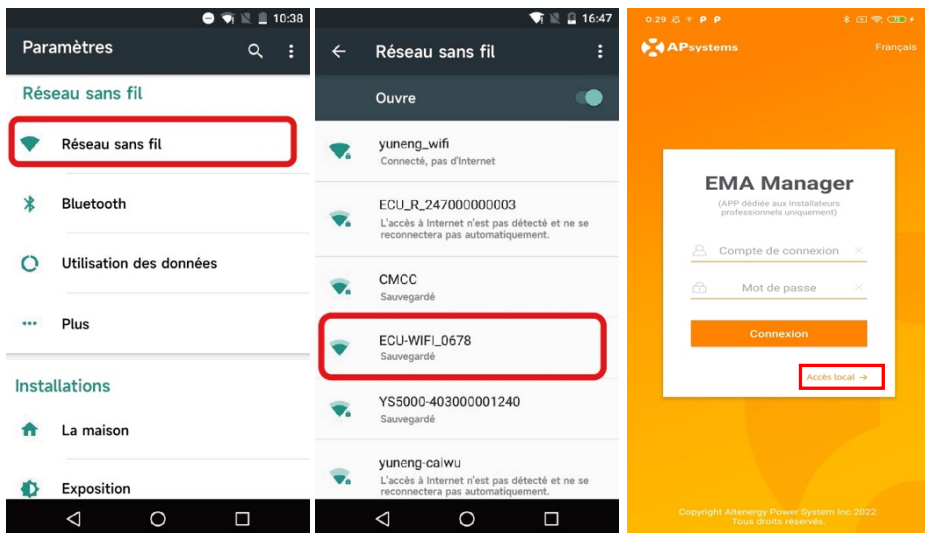 10:38
Paramètres
Réseau sans fil
Réseau sans fil
Bluetooth
Utilisation des données
Plus
Installations
La maison
Exposition
16:47
Réseau sans fil
Ouvre
yuneng_wifi
Connecté, pas d'Internet
ECU_R_247000000003
L'accès à Internet n'est pas détecté et ne se
reconnectera pas automatiquement.
CMCC
Sauvegardé
ECU-WIFI_0678
Sauvegardé
YS5000-403000001240
Sauvegardé
yuneng-caiwu
L'accès à Internet n'est pas détecté et ne se
reconnectera pas automatiquement.
0:29
APsystems
Français
EMA Manager
(APP dédiée aux Installateurs
professionnels uniquement)
Compte de connexion
Mot de passe
Connexion
Accès local →
Copyright Altenergy Power System Inc.2022.
Tous droits réservés.